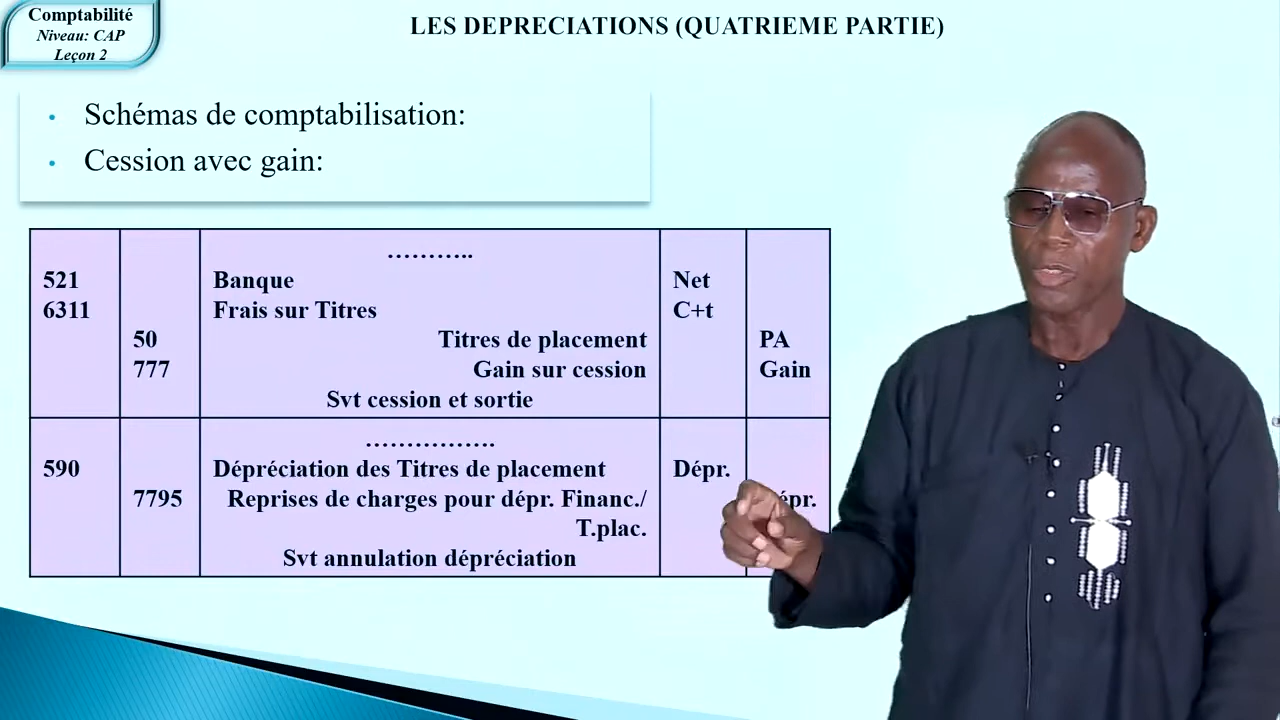 Comptabilité
Niveau: CAP
Leçon 2
LES DEPRECIATIONS (QUATRIEME PARTIE)
• Schémas de comptabilisation:
• Cession avec gain:
………..
521 Banque Net
6311 Frais sur Titres C+t
50 Titres de placement PA
777 Gain sur cession Gain
Svt cession et sortie
…………….
590 Dépréciation des Titres de placement Dépr.
7795 Reprises de charges pour dépr. Financ./
T.plac.
Svt annulation dépréciation